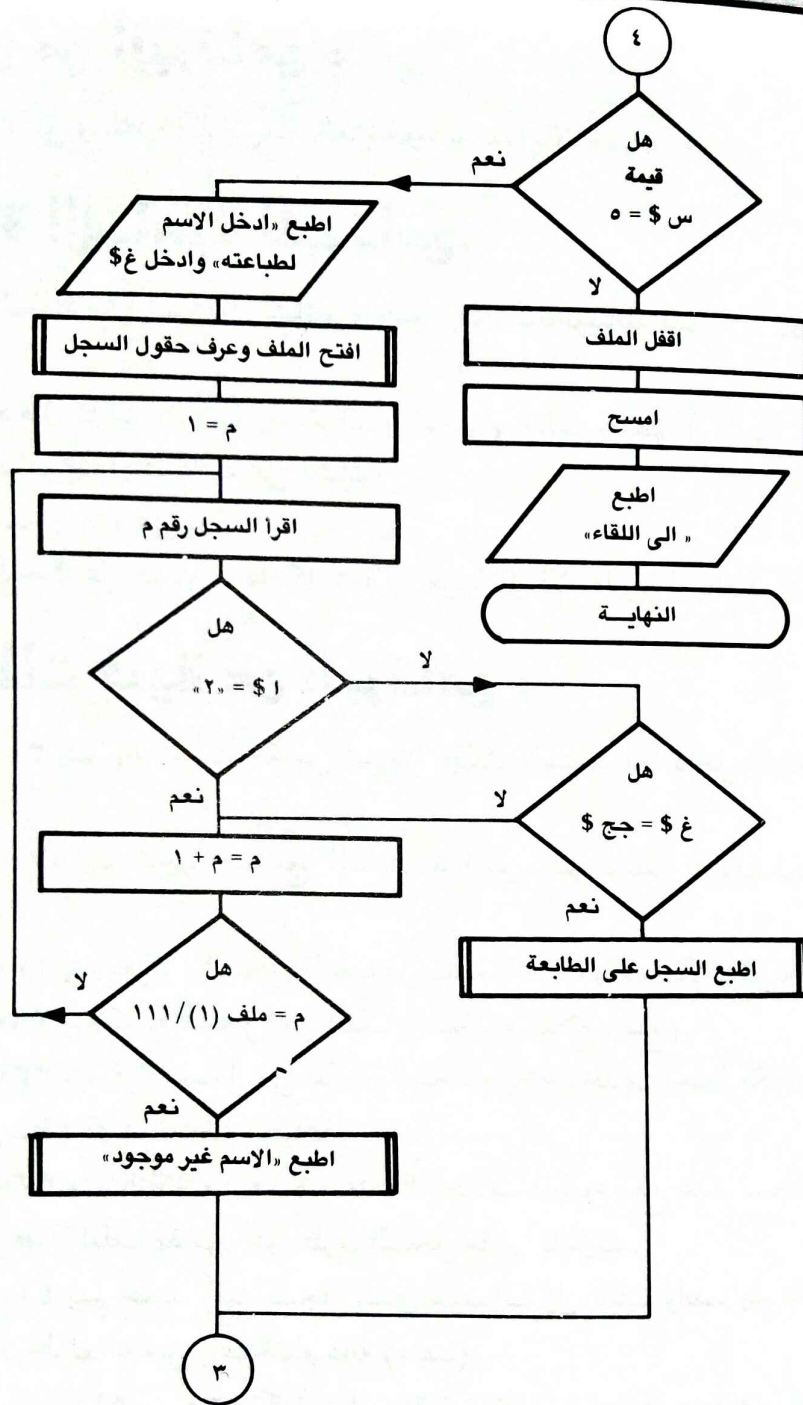 ٤
هل
قيمة
س $ = ٥
نعم
لا
اقفل الملف
امسح
اطبع
« الى اللقاء»
النهايــة
اطبع «ادخل الاسم
لطباعته» وادخل غ$
افتح الملف وعرف حقول السجل
م = ١
اقرأ السجل رقم م
هل
ا $ = «٢»
لا
نعم
هل
غ $ = جج $
لا
نعم
اطبع السجل على الطابعة
م = م + ١
هل
م = ملف (١)/١١١
لا
نعم
اطبع «الاسم غير موجود»
٣